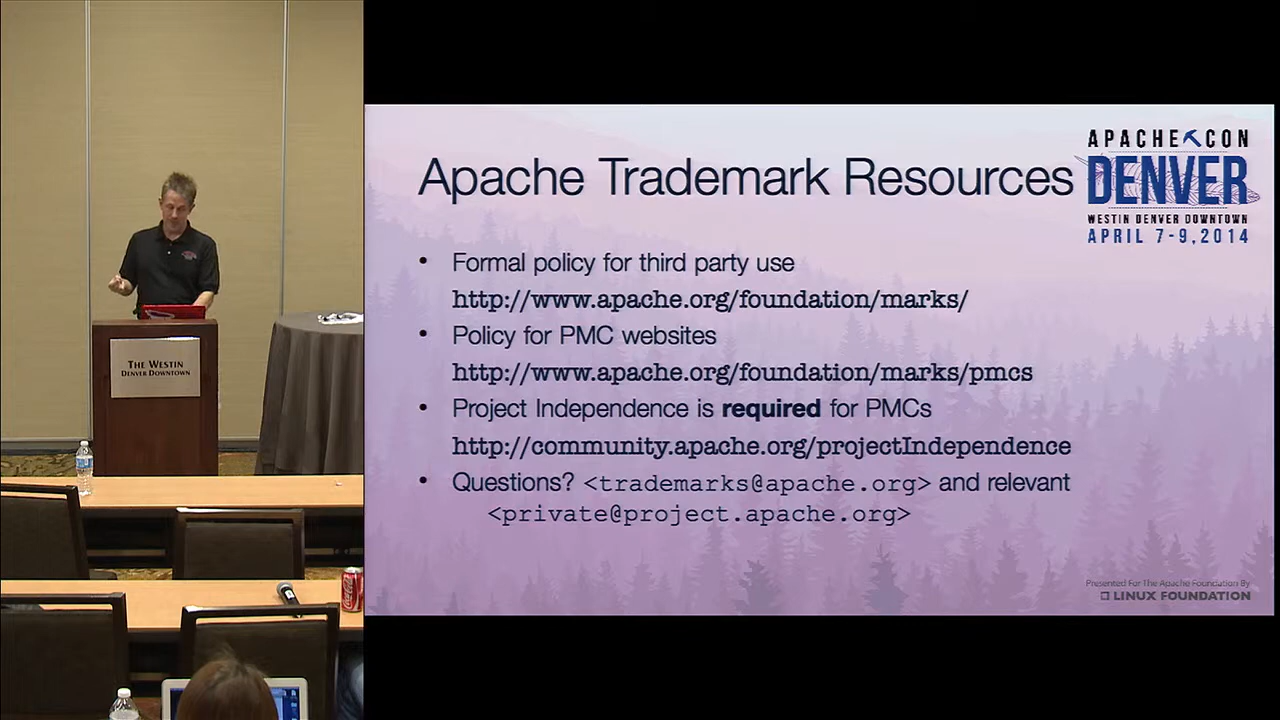 THE WESTIN
DENVER DOWNTOWN
APACHE CON
DENVER
WESTIN DENVER DOWNTOWN
APRIL 7-9, 2014
Apache Trademark Resources
• Formal policy for third party use
http://www.apache.org/foundation/marks/
• Policy for PMC websites
http://www.apache.org/foundation/marks/pmcs
• Project Independence is required for PMCs
http://community.apache.org/projectIndependence
• Questions? <trademarks@apache.org> and relevant
<private@project.apache.org>
Presented For The Apache Foundation By
LINUX FOUNDATION